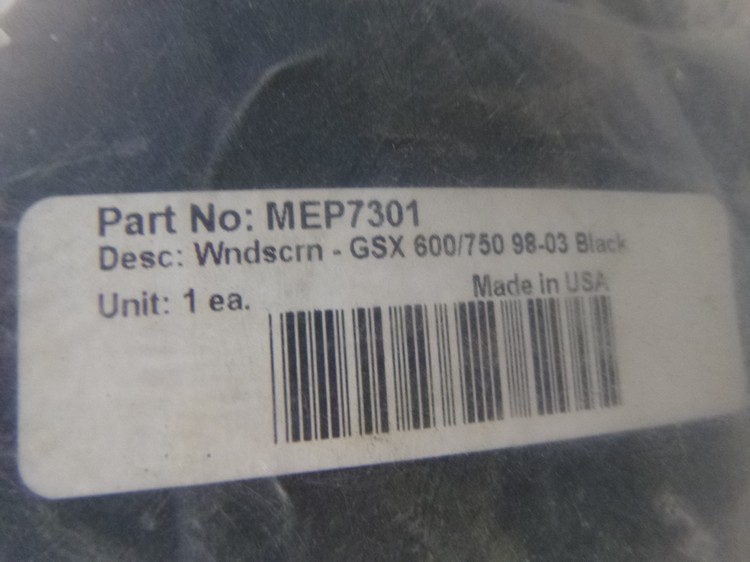 Part No: MEP7301
Desc: Wndscrn - GSX 600/750 98-03 Black
Made in USA
Unit: 1 ea.